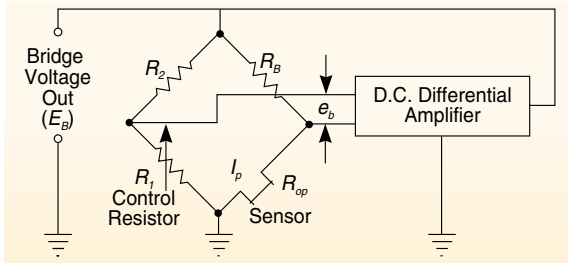 Bridge
Voltage
Out
(E_B)
R_2
R_B
e_b
D.C. Differential
Amplifier
R_1
Control
Resistor
I_p
R_op
Sensor